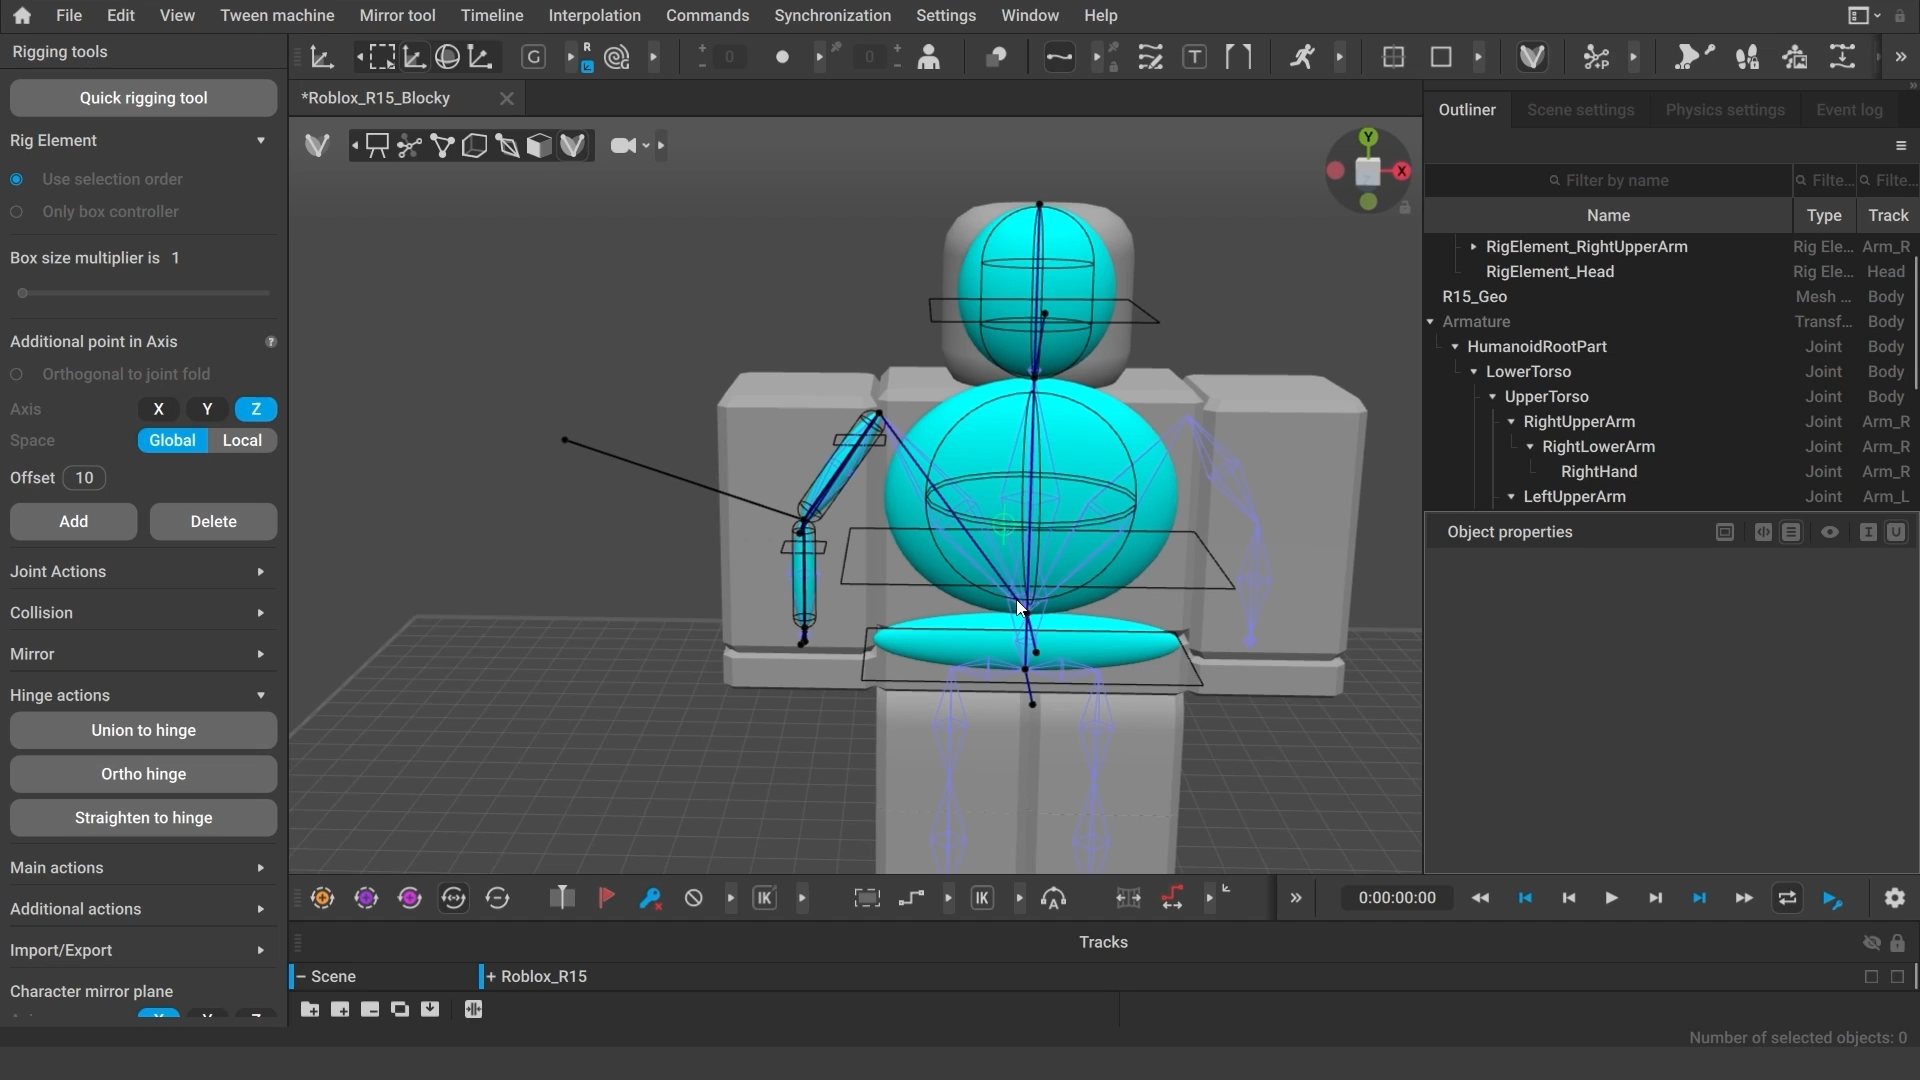 File Edit View Tween machine Mirror tool Timeline Interpolation Commands Synchronization Settings Window Help
Rigging tools
Quick rigging tool
Rig Element
Use selection order
Only box controller
Box size multiplier is 1
Additional point in Axis ?
Orthogonal to joint fold
Axis X Y Z
Space Global Local
Offset 10
Add Delete
Joint Actions
Collision
Mirror
Hinge actions
Union to hinge
Ortho hinge
Straighten to hinge
Main actions
Additional actions
Import/Export
Character mirror plane
G R 0 0 T
*Roblox_R15_Blocky
Y
X
Outliner Scene settings Physics settings Event log
Filter by name Filte... Filte...
Name Type Track
RigElement_RightUpperArm Rig Ele... Arm_R
RigElement_Head Rig Ele... Head
R15_Geo Mesh ... Body
Armature Transf... Body
HumanoidRootPart Joint Body
LowerTorso Joint Body
UpperTorso Joint Body
RightUpperArm Joint Arm_R
RightLowerArm Joint Arm_R
RightHand Joint Arm_R
LeftUpperArm Joint Arm_L
Object properties
IK IK 0:00:00:00
Tracks
− Scene + Roblox_R15
Number of selected objects: 0